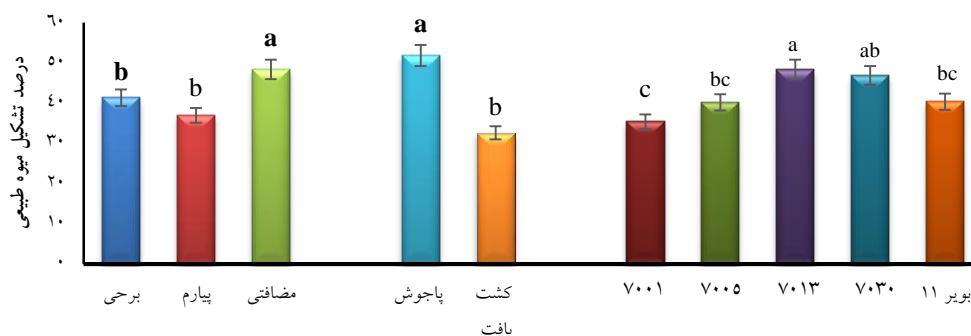 درصد تشکیل میوه طبیعی
۶۰
۵۰
۴۰
۳۰
۲۰
۱۰
۰
b
b
a
a
b
c
bc
a
ab
bc
برحی
پیارم
مضافتی
پاجوش
کشت
بافت
۷۰۰۱
۷۰۰۵
۷۰۱۳
۷۰۳۰
بویر ۱۱